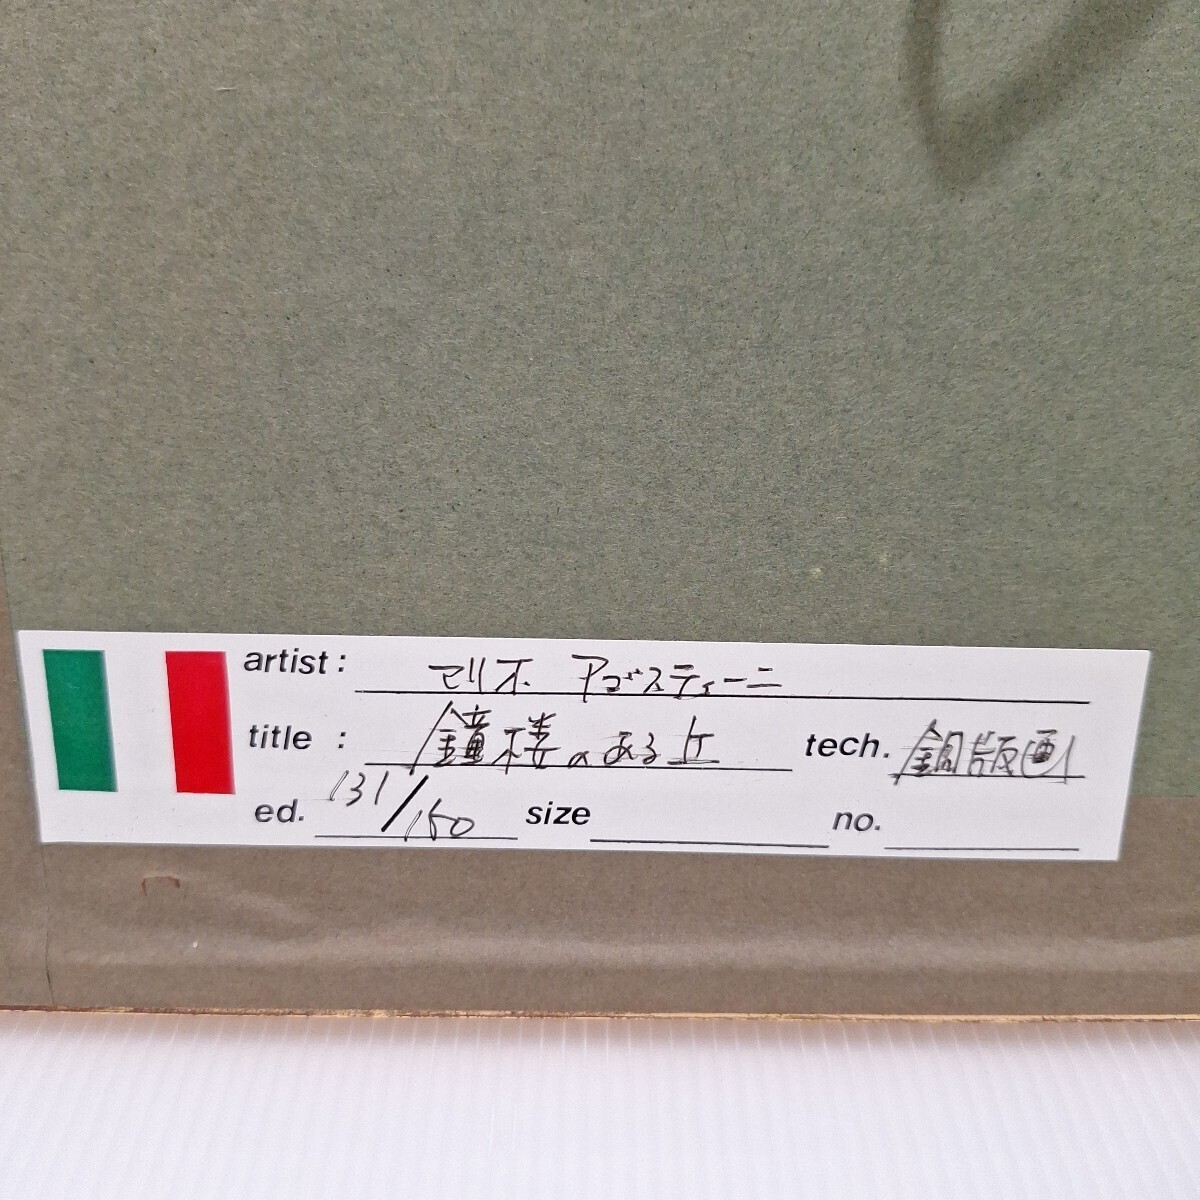 artist : マリオ アゴスティーニ
title : 鐘楼のある丘 tech. 銅版画
ed. 131/150 size no.